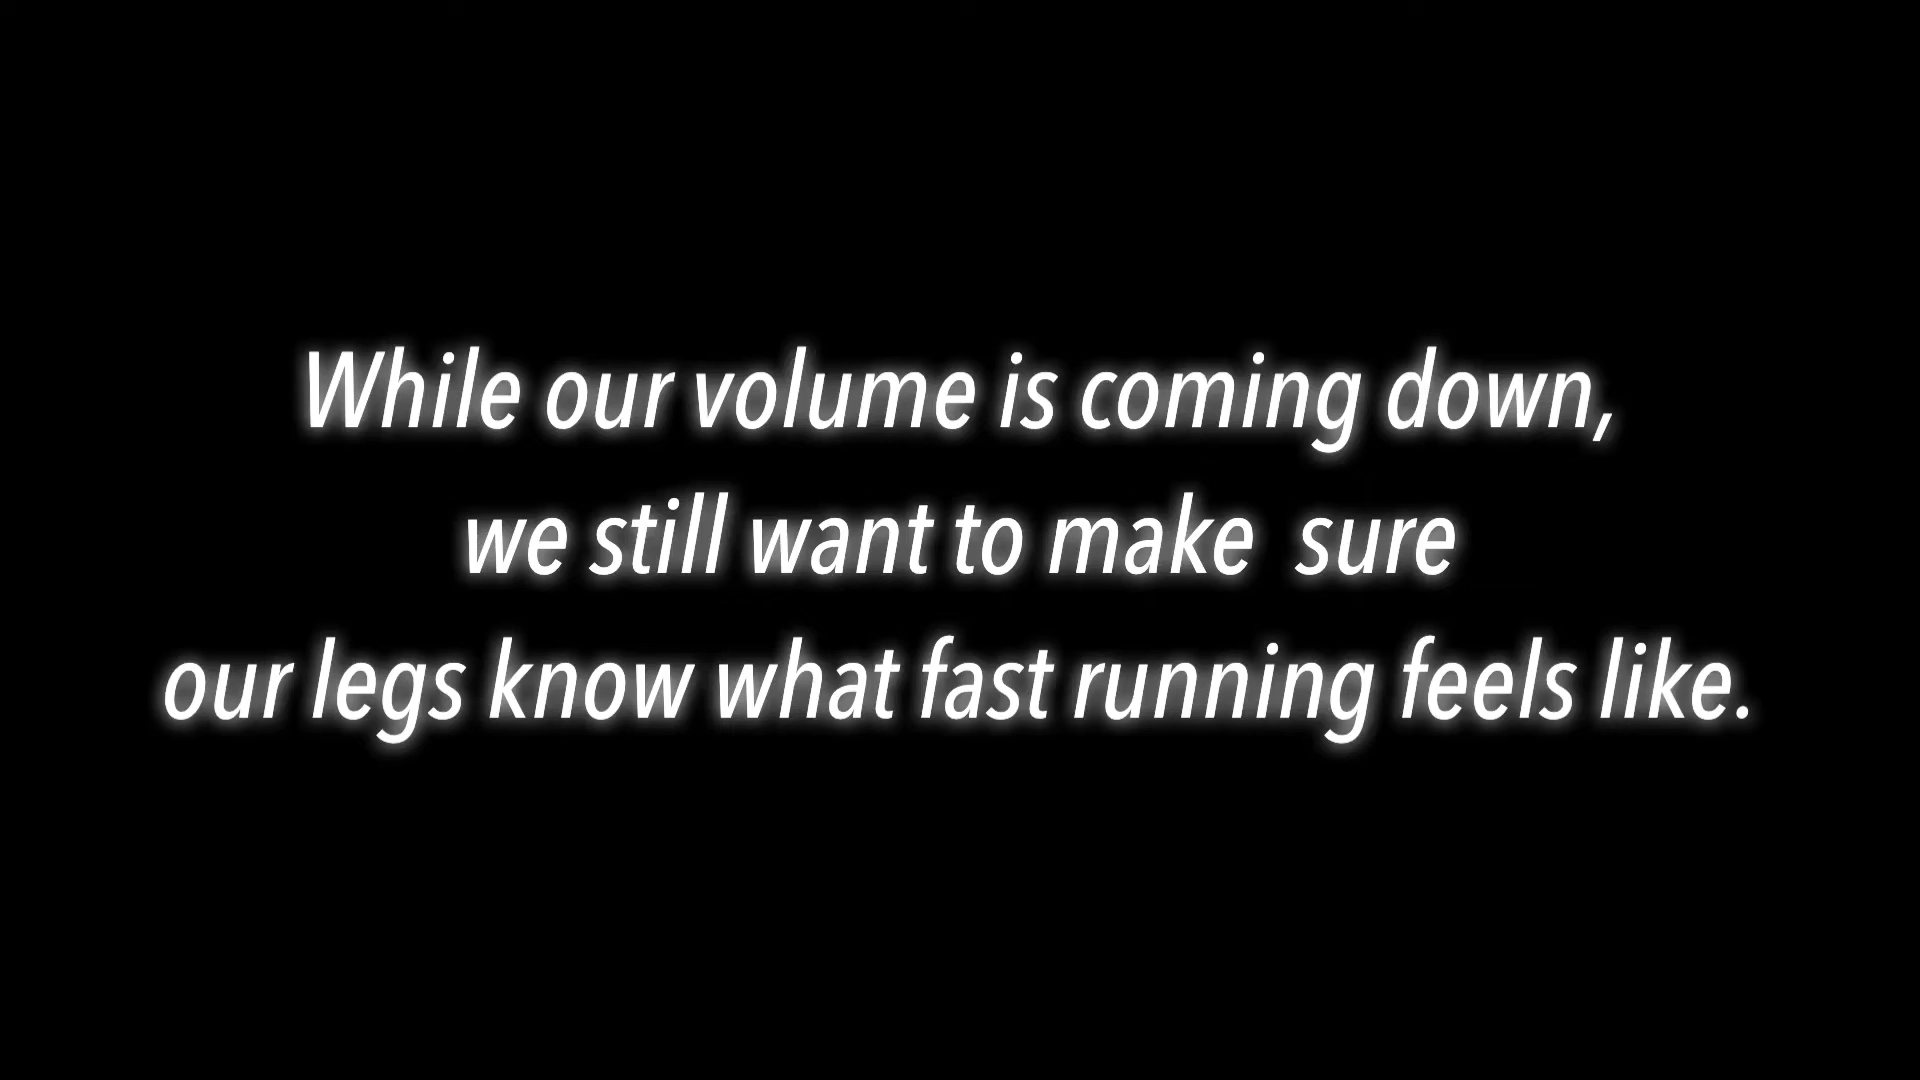 While our volume is coming down,
we still want to make  sure
our legs know what fast running feels like.